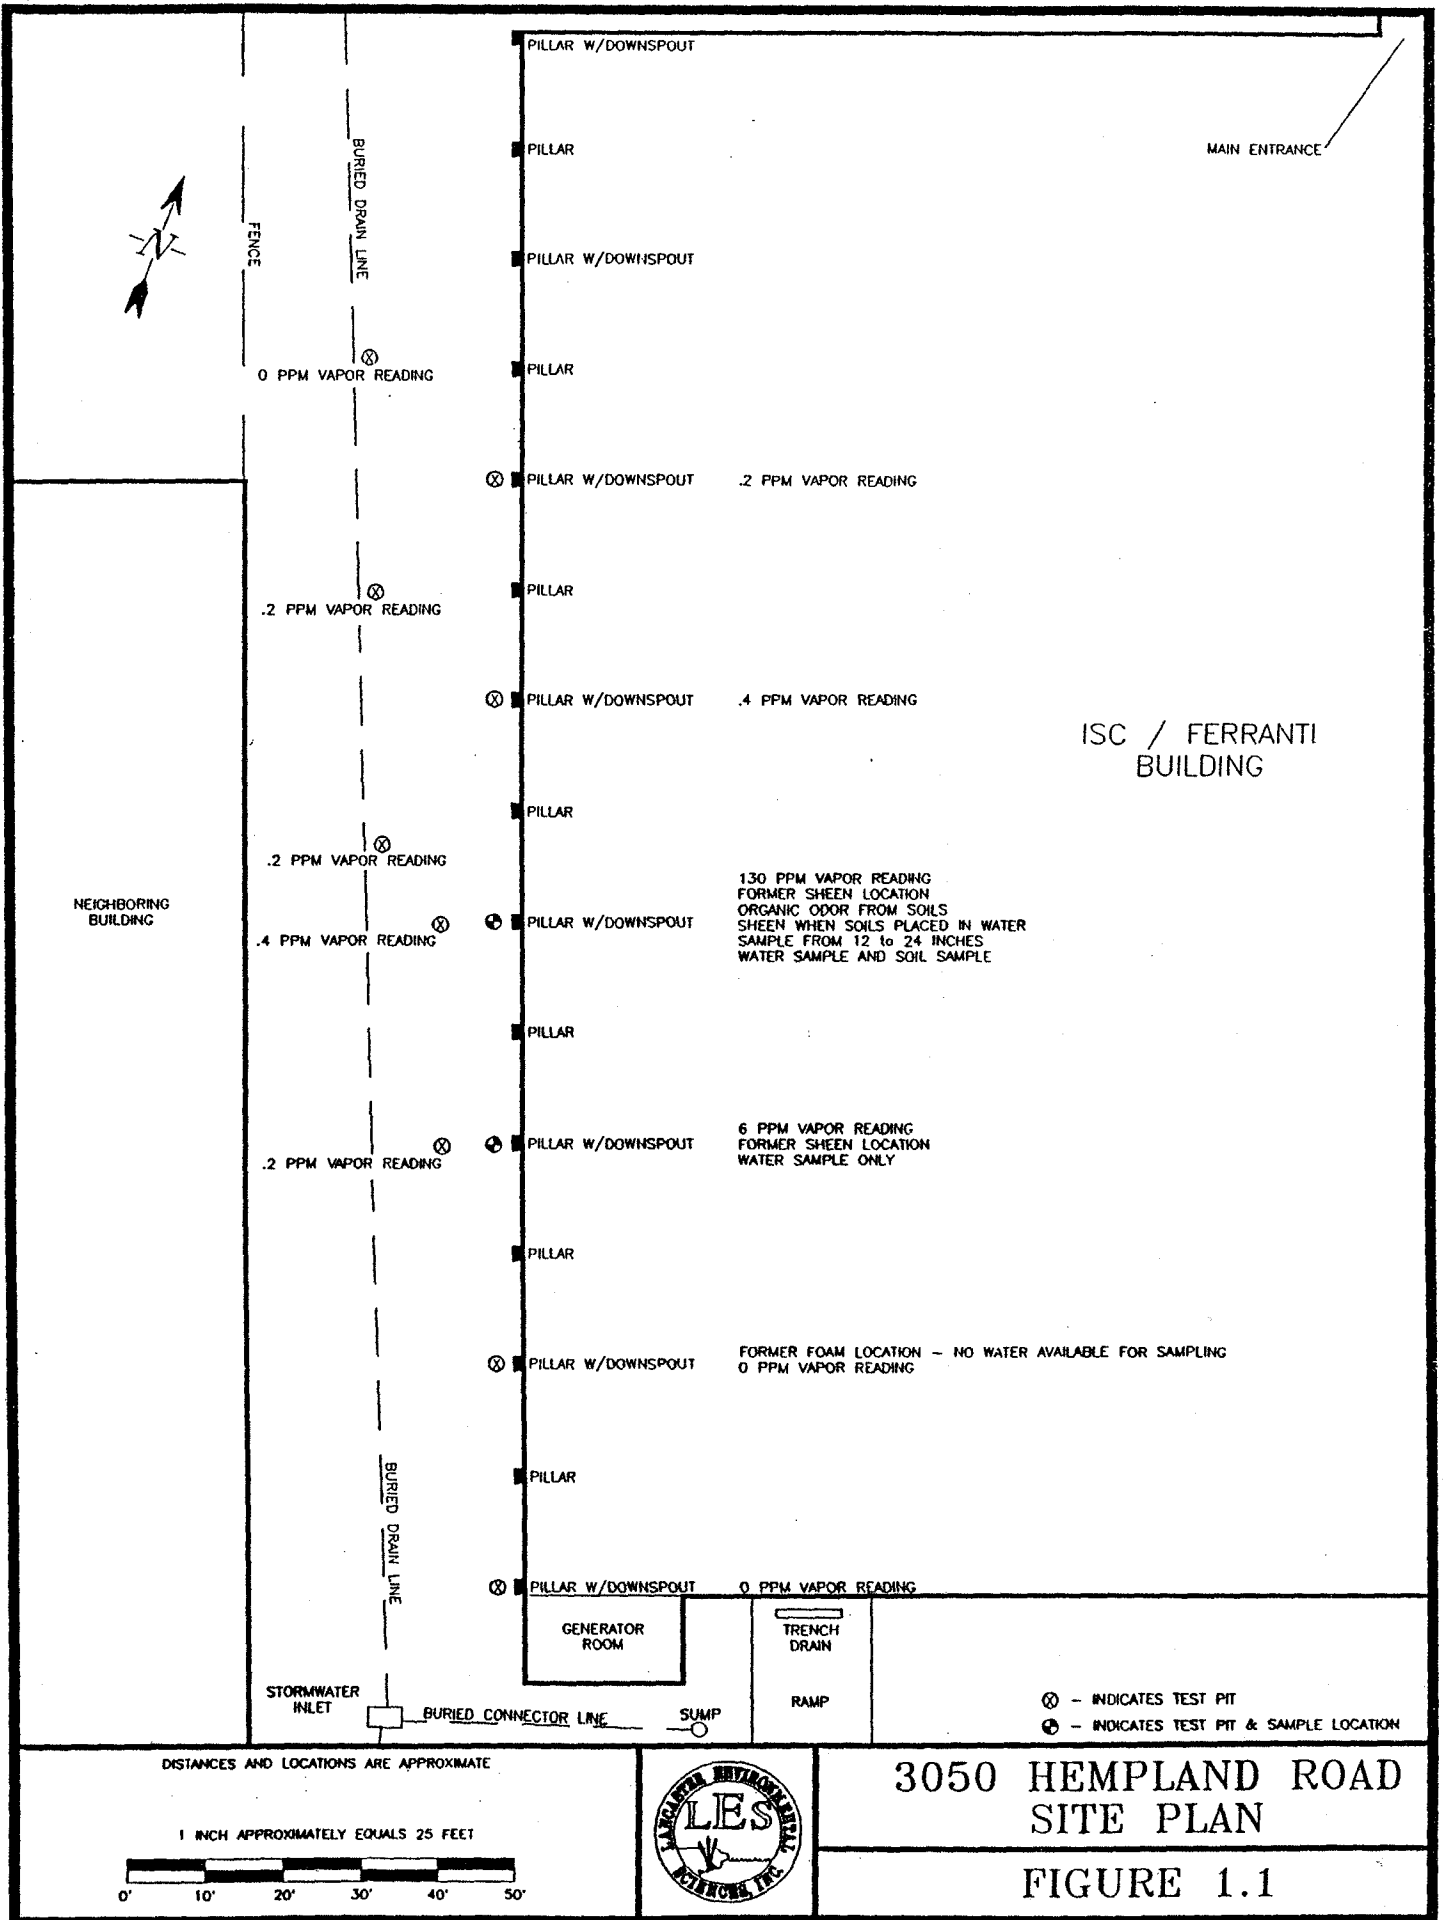 PILLAR W/DOWNSPOUT
PILLAR
MAIN ENTRANCE
BURIED DRAIN LINE
N
FENCE
PILLAR W/DOWNSPOUT
0 PPM VAPOR READING
PILLAR
PILLAR W/DOWNSPOUT .2 PPM VAPOR READING
PILLAR
.2 PPM VAPOR READING
PILLAR W/DOWNSPOUT .4 PPM VAPOR READING
ISC / FERRANTI
BUILDING
PILLAR
.2 PPM VAPOR READING
NEIGHBORING
BUILDING
.4 PPM VAPOR READING
PILLAR W/DOWNSPOUT
130 PPM VAPOR READING
FORMER SHEEN LOCATION
ORGANIC ODOR FROM SOILS
SHEEN WHEN SOILS PLACED IN WATER
SAMPLE FROM 12 to 24 INCHES
WATER SAMPLE AND SOIL SAMPLE
PILLAR
.2 PPM VAPOR READING
PILLAR W/DOWNSPOUT
6 PPM VAPOR READING
FORMER SHEEN LOCATION
WATER SAMPLE ONLY
PILLAR
PILLAR W/DOWNSPOUT
FORMER FOAM LOCATION – NO WATER AVAILABLE FOR SAMPLING
0 PPM VAPOR READING
PILLAR
BURIED DRAIN LINE
PILLAR W/DOWNSPOUT 0 PPM VAPOR READING
GENERATOR
ROOM
TRENCH
DRAIN
RAMP
STORMWATER
INLET
BURIED CONNECTOR LINE
SUMP
– INDICATES TEST PIT
– INDICATES TEST PIT & SAMPLE LOCATION
DISTANCES AND LOCATIONS ARE APPROXIMATE
1 INCH APPROXIMATELY EQUALS 25 FEET
0' 10' 20' 30' 40' 50'
LANCASTER ENVIRONMENTAL
LES
SCIENCES, INC.
3050 HEMPLAND ROAD
SITE PLAN
FIGURE 1.1